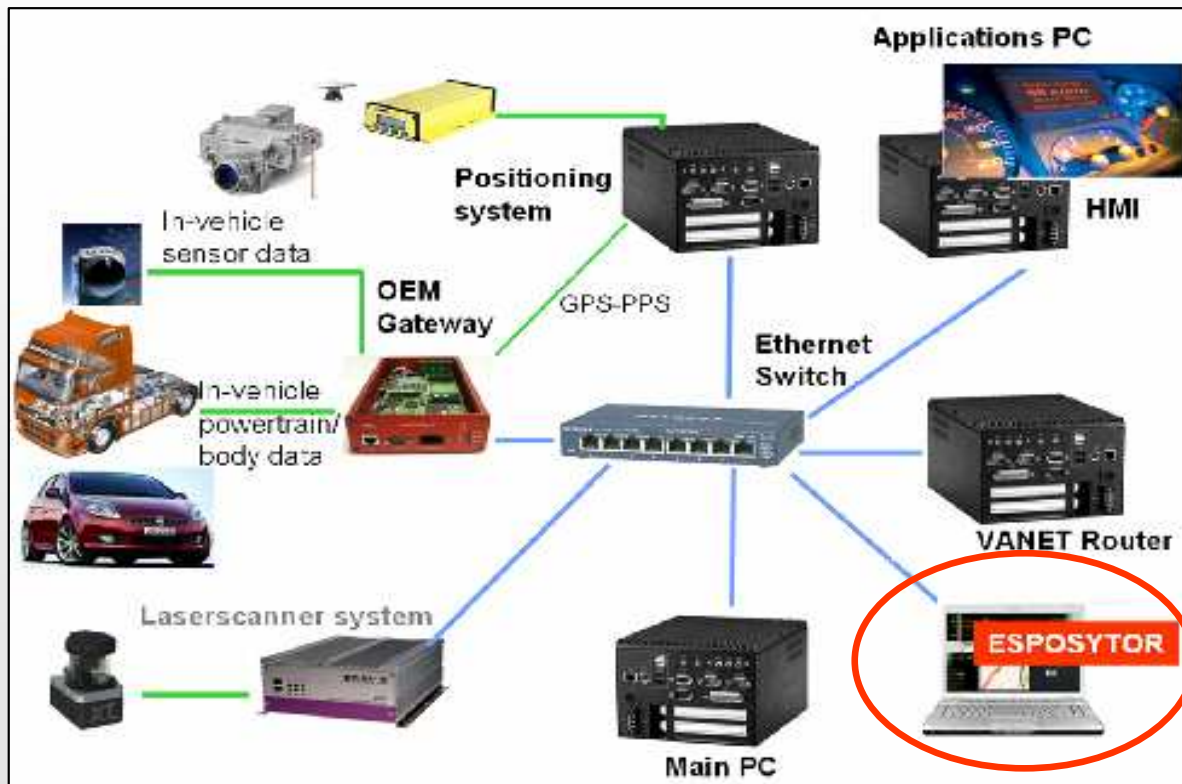 Applications PC
Positioning
system
HMI
In-vehicle
sensor data
OEM
Gateway
GPS-PPS
Ethernet
Switch
In-vehicle
powertrain/
body data
VANET Router
Laserscanner system
ESPOSYTOR
Main PC